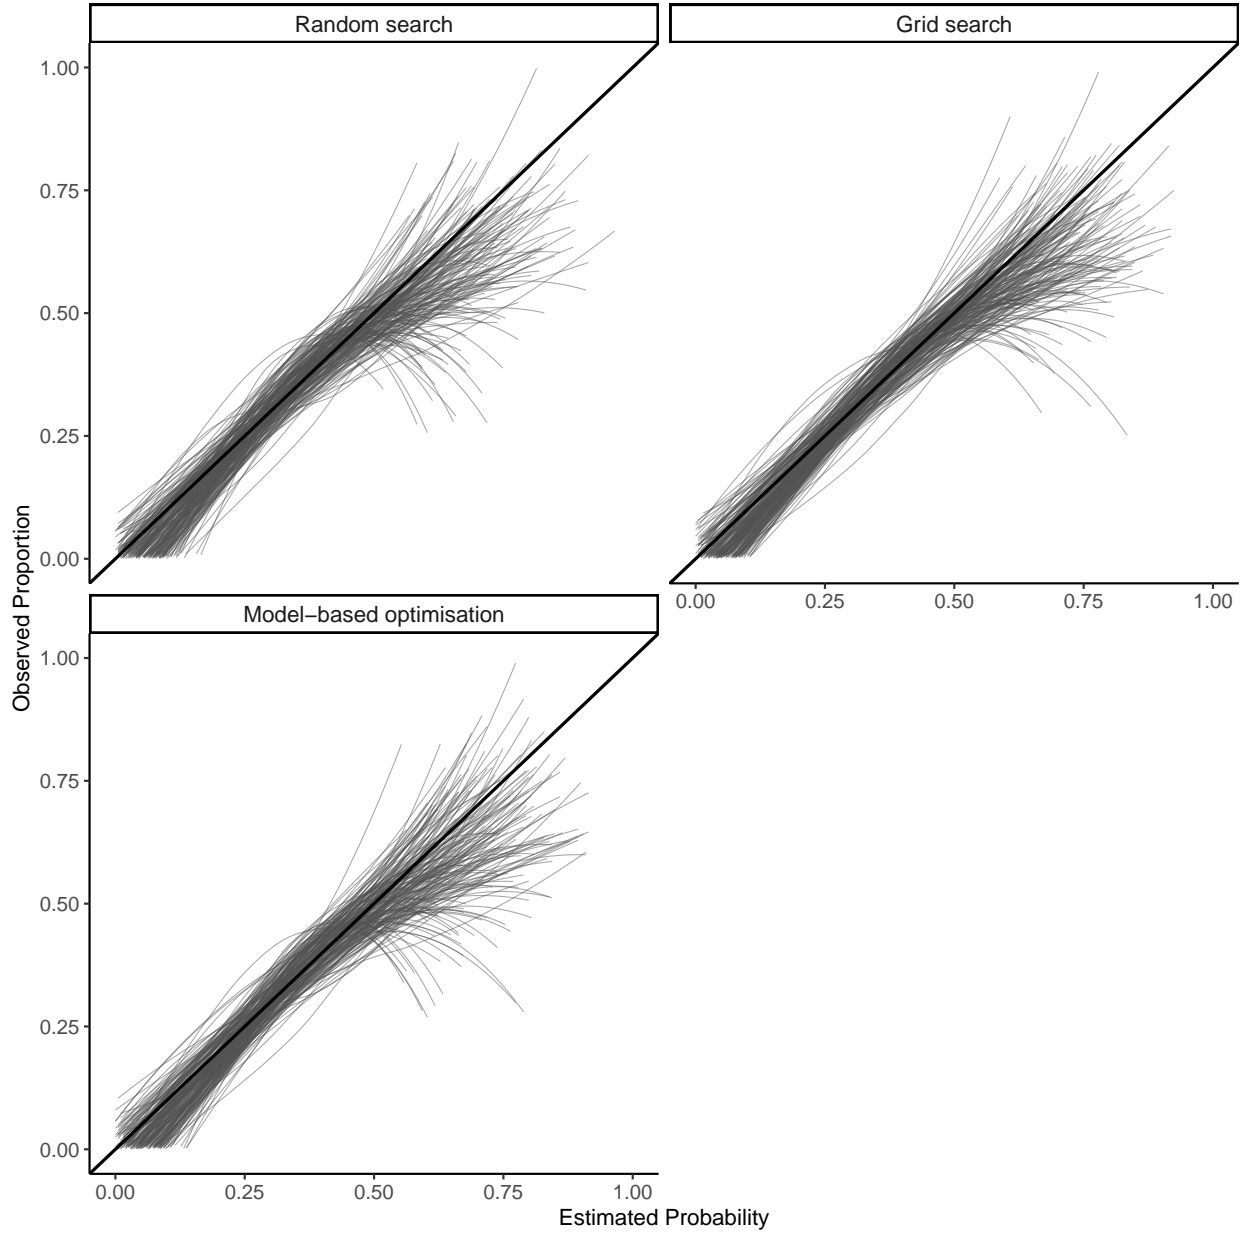 Random search
Grid search
1.00
0.75
0.50
0.25
0.00
0.00 0.25 0.50 0.75 1.00
Model−based optimisation
1.00
0.75
0.50
0.25
0.00
0.00 0.25 0.50 0.75 1.00
Estimated Probability
Observed Proportion